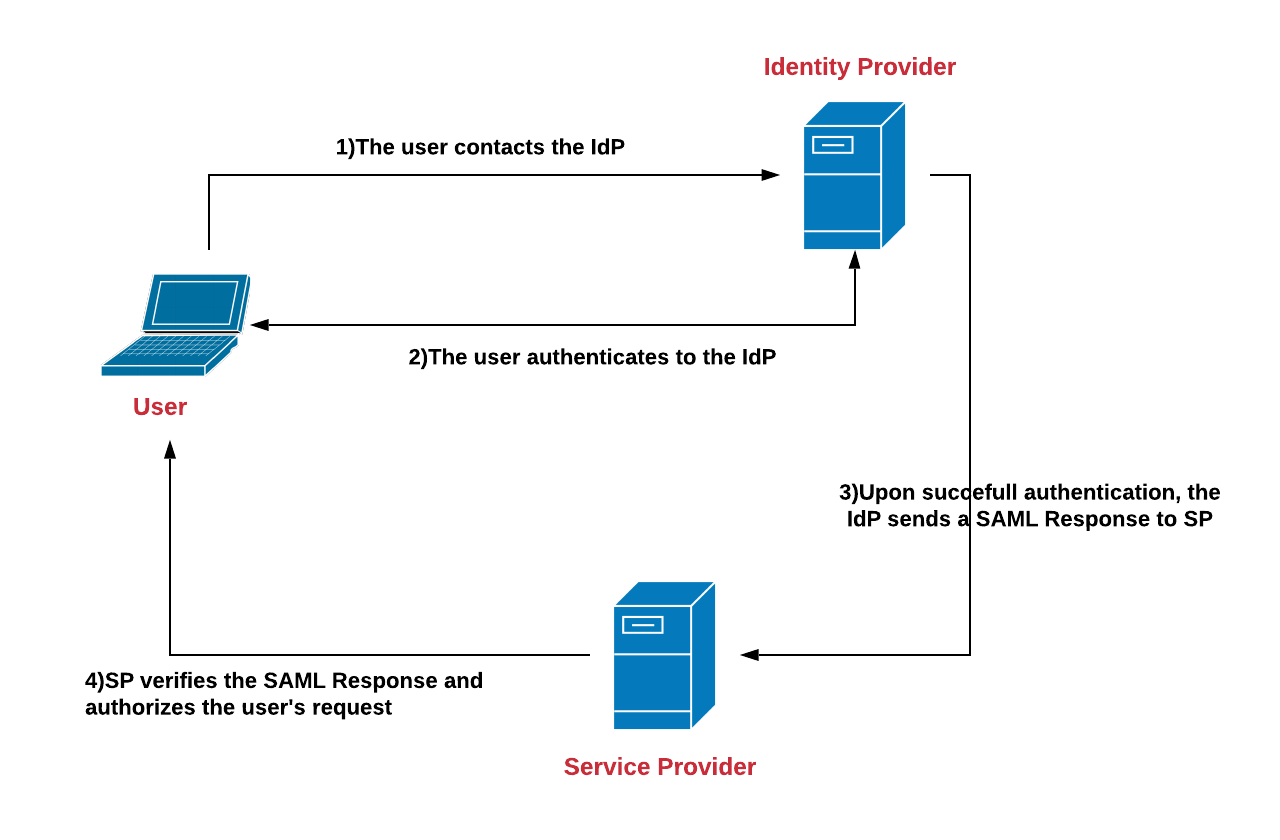 Identity Provider
1)The user contacts the IdP
2)The user authenticates to the IdP
User
3)Upon succefull authentication, the
IdP sends a SAML Response to SP
4)SP verifies the SAML Response and
authorizes the user's request
Service Provider